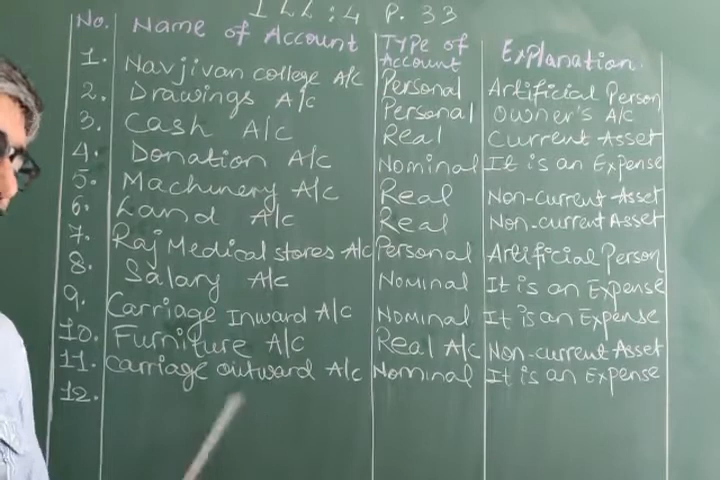 ILL:4 P.33
No. Name of Account Type of Account Explanation
1. Navjivan college A/c Personal Artificial Person
2. Drawings A/c Personal Owner's A/c
3. Cash A/c Real Current Asset
4. Donation A/c Nominal It is an Expense
5. Machinery A/c Real Non-current Asset
6. Land A/c Real Non-current Asset
7. Raj Medical stores A/c Personal Artificial Person
8. Salary A/c Nominal It is an Expense
9. Carriage Inward A/c Nominal It is an Expense
10. Furniture A/c Real A/c Non-current Asset
11. Carriage outward A/c Nominal It is an Expense
12.